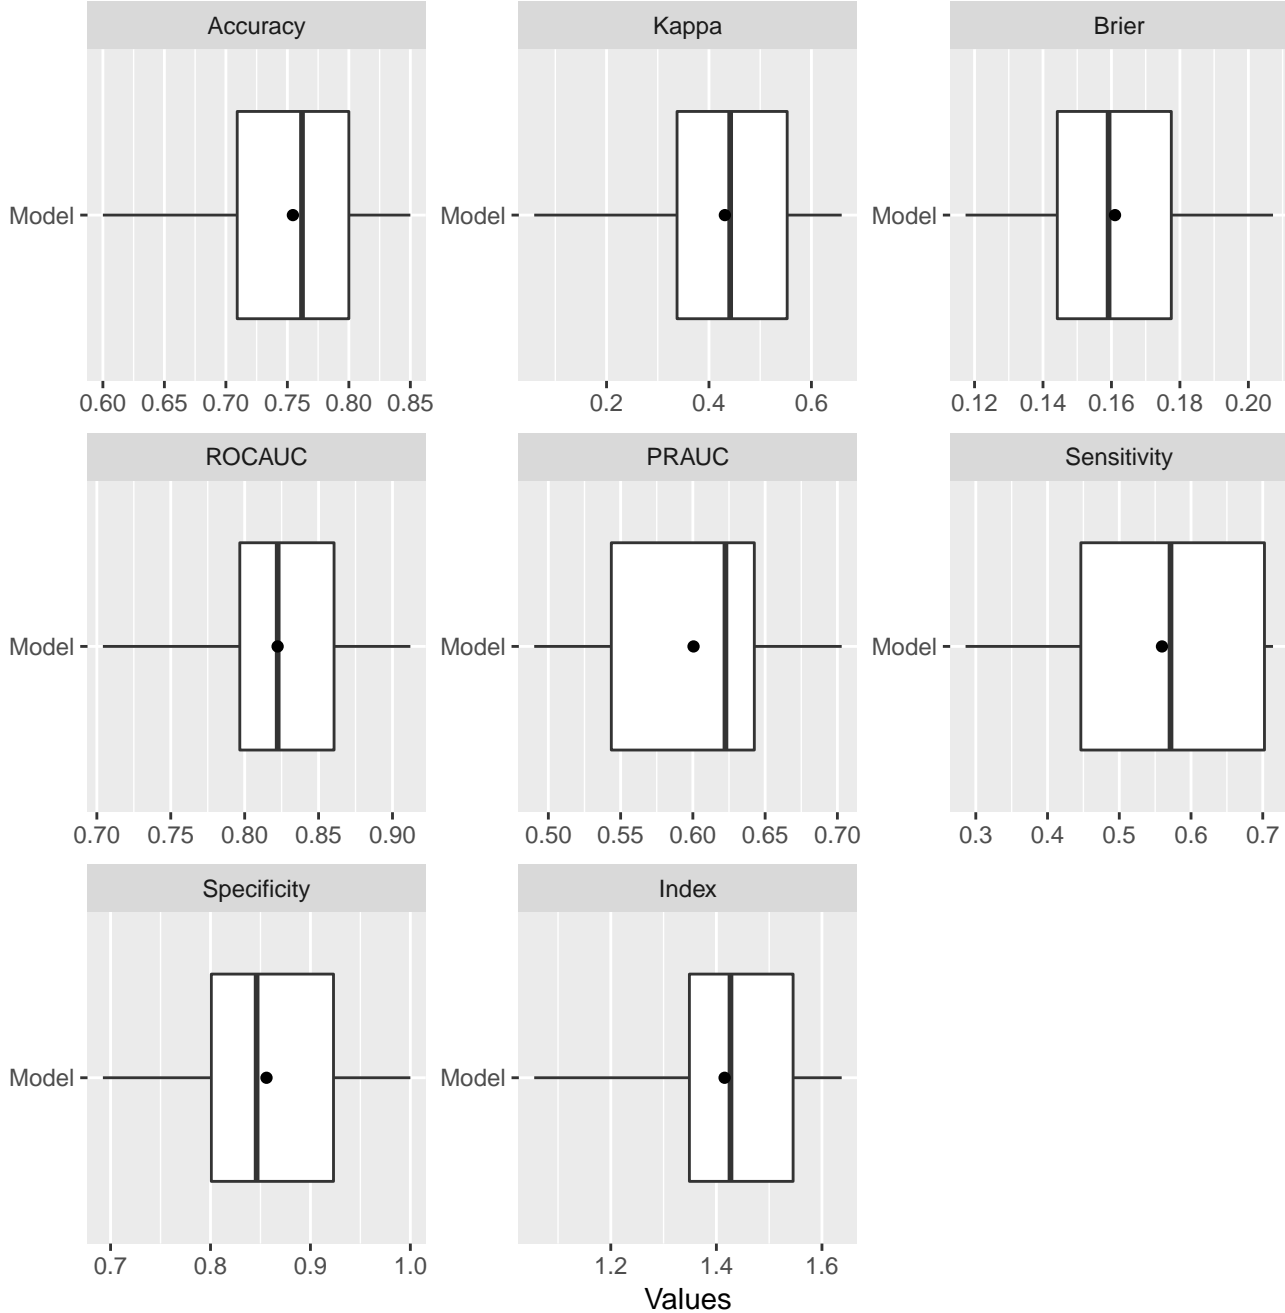 Accuracy
Kappa
Brier
Model
Model
Model
0.60 0.65 0.70 0.75 0.80 0.85
0.2 0.4 0.6
0.12 0.14 0.16 0.18 0.20
ROCAUC
PRAUC
Sensitivity
Model
Model
Model
0.70 0.75 0.80 0.85 0.90
0.50 0.55 0.60 0.65 0.70
0.3 0.4 0.5 0.6 0.7
Specificity
Index
Model
Model
0.7 0.8 0.9 1.0
1.2 1.4 1.6
Values